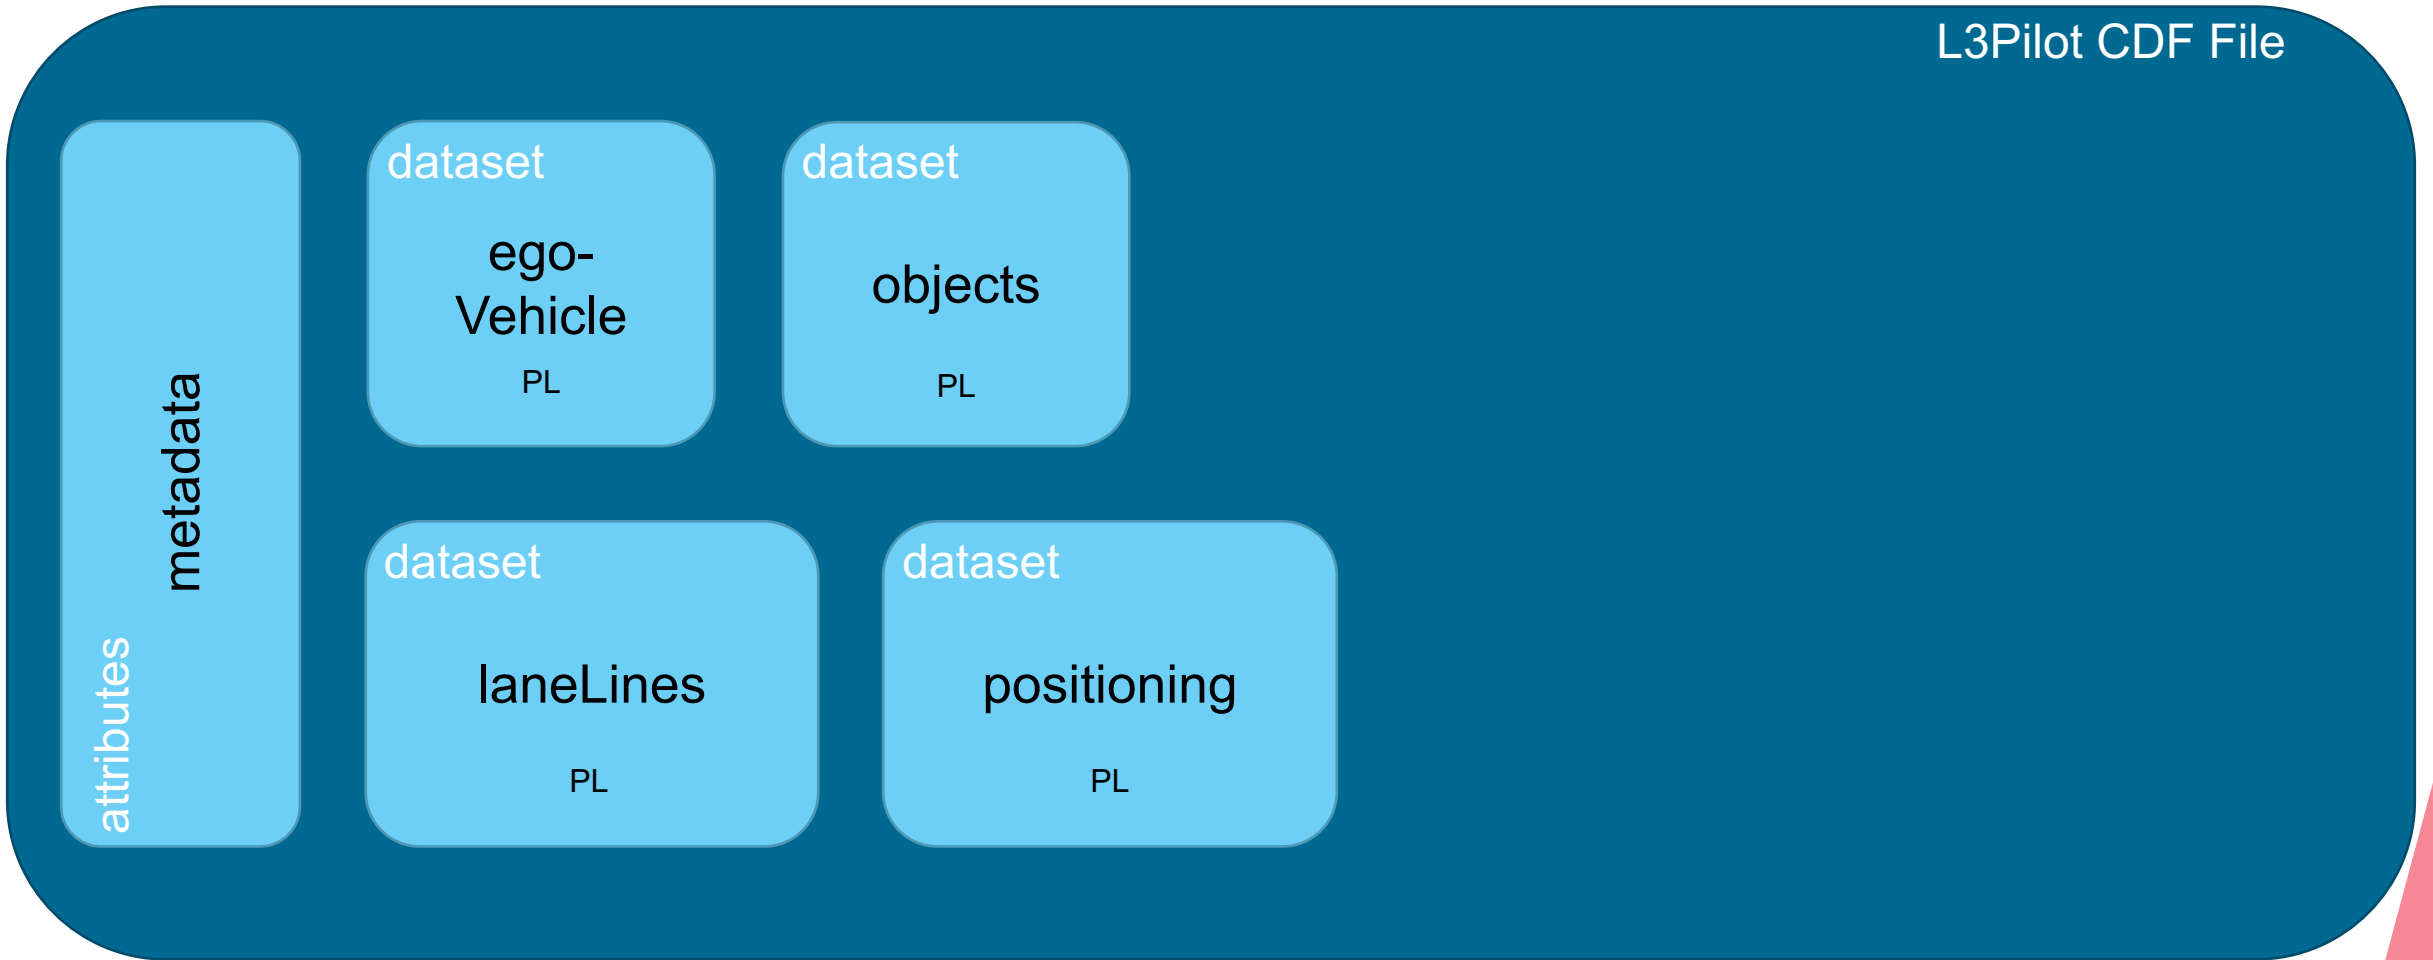 L3Pilot CDF File
attributes
metadata
dataset
ego-
Vehicle
PL
dataset
objects
PL
dataset
laneLines
PL
dataset
positioning
PL